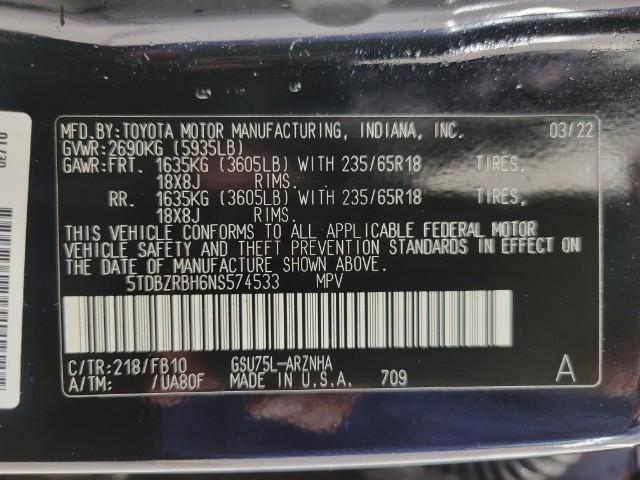 MFD.BY:TOYOTA MOTOR MANUFACTURING, INDIANA, INC. 03/22
GVWR:2690KG (5935LB)
GAWR:FRT. 1635KG (3605LB) WITH 235/65R18 TIRES,
18X8J RIMS.
RR. 1635KG (3605LB) WITH 235/65R18 TIRES,
18X8J RIMS.
THIS VEHICLE CONFORMS TO ALL APPLICABLE FEDERAL MOTOR
VEHICLE SAFETY AND THEFT PREVENTION STANDARDS IN EFFECT ON
THE DATE OF MANUFACTURE SHOWN ABOVE.
5TDBZRBH6NS574533 MPV
C/TR:218/FB10 GSU75L-ARZNHA
A/TM: /UA80F MADE IN U.S.A. 709 A